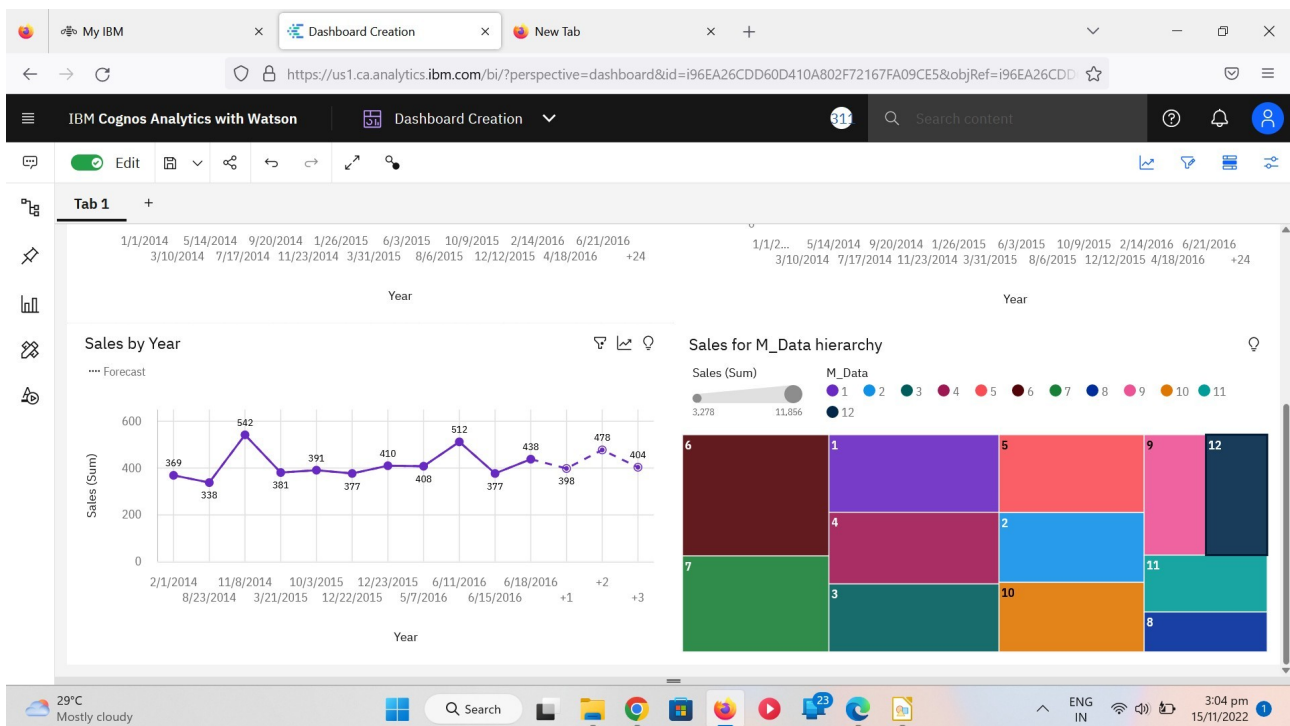 My IBM
Dashboard Creation
New Tab
https://us1.ca.analytics.ibm.com/bi/?perspective=dashboard&id=i96EA26CDD60D410A802F72167FA09CE5&objRef=i96EA26CDD
IBM Cognos Analytics with Watson
Dashboard Creation
311
Search content
Edit
Tab 1
1/1/2014 5/14/2014 9/20/2014 1/26/2015 6/3/2015 10/9/2015 2/14/2016 6/21/2016
3/10/2014 7/17/2014 11/23/2014 3/31/2015 8/6/2015 12/12/2015 4/18/2016 +24
Year
0
1/1/2... 5/14/2014 9/20/2014 1/26/2015 6/3/2015 10/9/2015 2/14/2016 6/21/2016
3/10/2014 7/17/2014 11/23/2014 3/31/2015 8/6/2015 12/12/2015 4/18/2016 +24
Year
Sales by Year
Forecast
Sales (Sum)
600
400
200
0
369
338
542
381
391
377
410
408
512
377
438
398
478
404
2/1/2014 11/8/2014 10/3/2015 12/23/2015 6/11/2016 6/18/2016 +2
8/23/2014 3/21/2015 12/22/2015 5/7/2016 6/15/2016 +1 +3
Year
Sales for M_Data hierarchy
Sales (Sum)
3,278 11,856
M_Data
1 2 3 4 5 6 7 8 9 10 11
12
6
1
5
9
12
4
2
7
11
3
10
8
29°C
Mostly cloudy
Search
23
ENG
IN
3:04 pm
15/11/2022
1